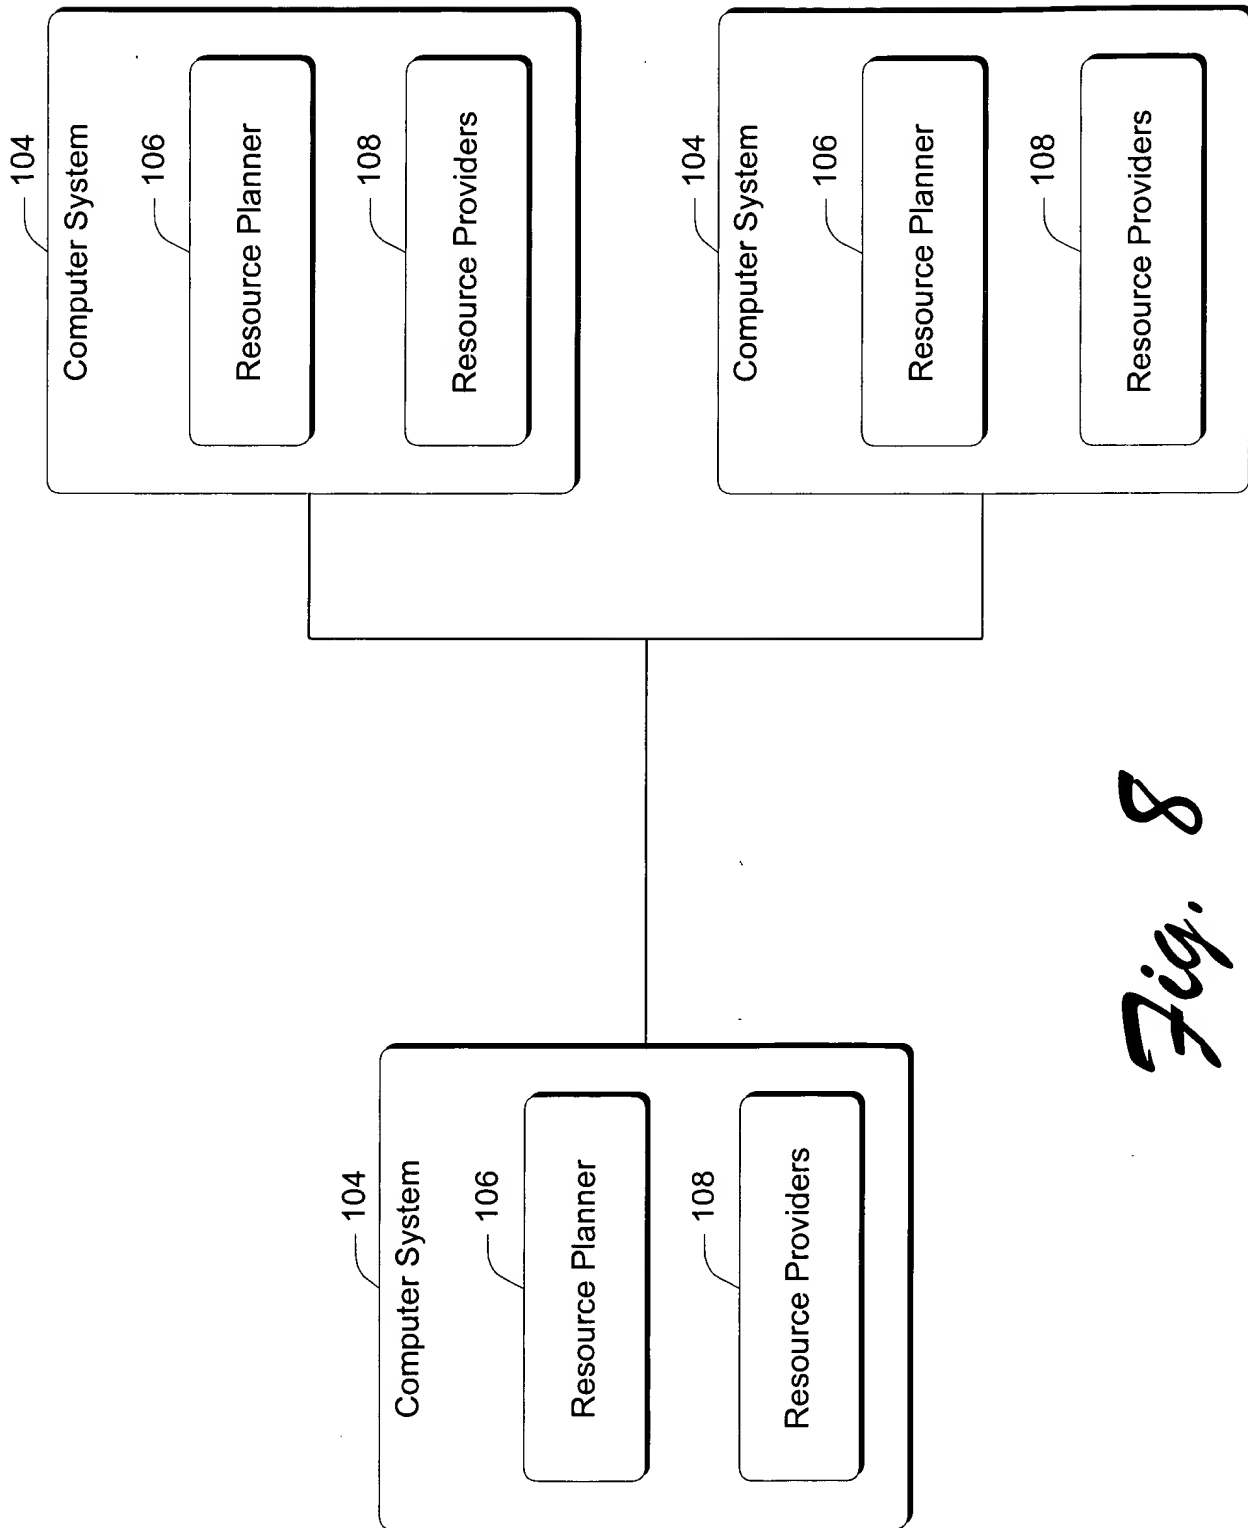 104
Computer System
106
Resource Planner
108
Resource Providers
104
Computer System
106
Resource Planner
108
Resource Providers
104
Computer System
106
Resource Planner
108
Resource Providers
Fig. 8